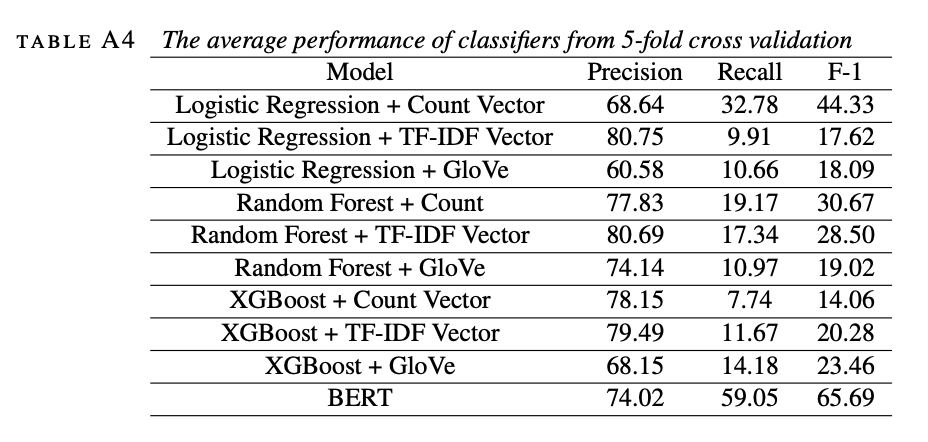 TABLE A4 The average performance of classifiers from 5-fold cross validation
Model Precision Recall F-1
Logistic Regression + Count Vector 68.64 32.78 44.33
Logistic Regression + TF-IDF Vector 80.75 9.91 17.62
Logistic Regression + GloVe 60.58 10.66 18.09
Random Forest + Count 77.83 19.17 30.67
Random Forest + TF-IDF Vector 80.69 17.34 28.50
Random Forest + GloVe 74.14 10.97 19.02
XGBoost + Count Vector 78.15 7.74 14.06
XGBoost + TF-IDF Vector 79.49 11.67 20.28
XGBoost + GloVe 68.15 14.18 23.46
BERT 74.02 59.05 65.69